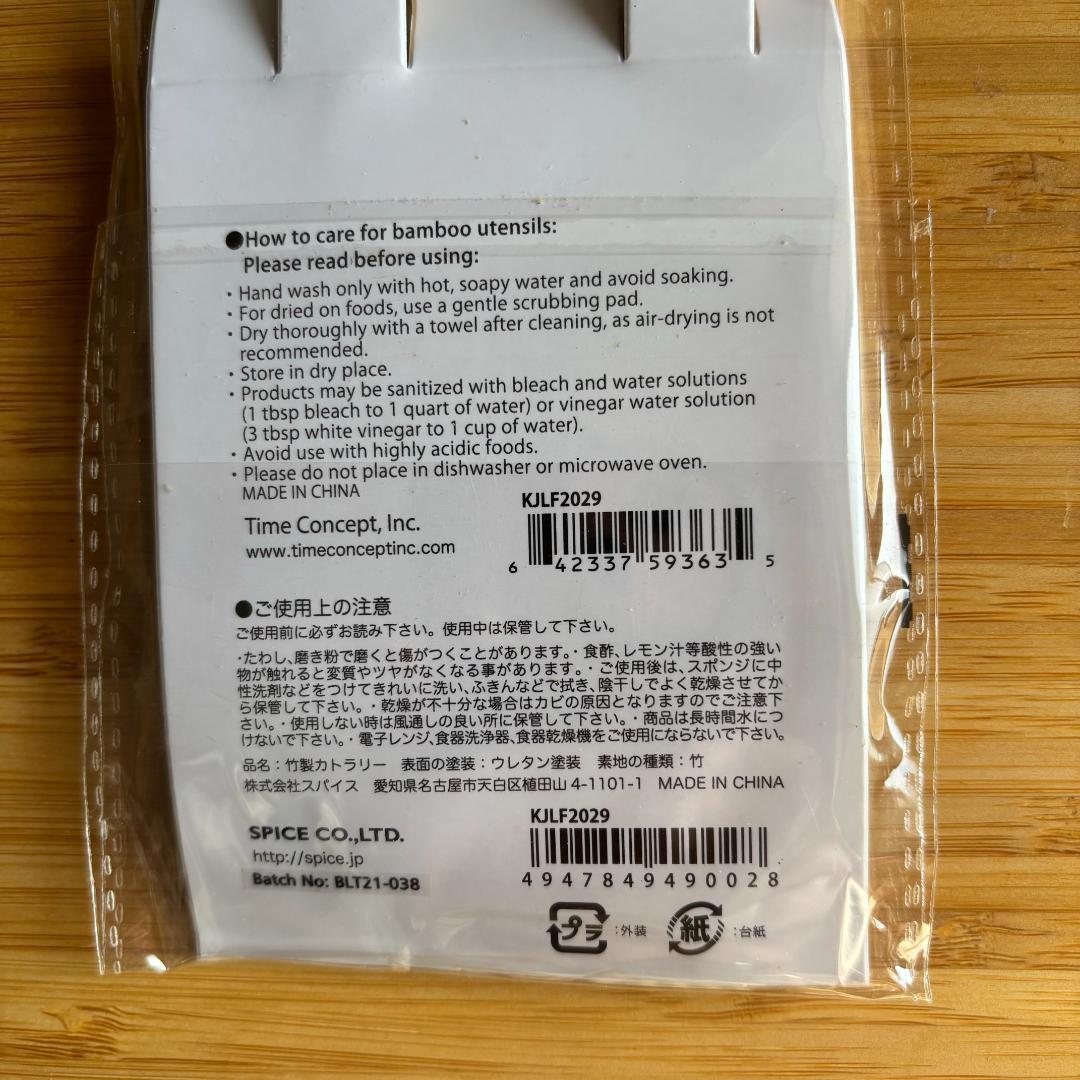 ●How to care for bamboo utensils:
Please read before using:
・Hand wash only with hot, soapy water and avoid soaking.
・For dried on foods, use a gentle scrubbing pad.
・Dry thoroughly with a towel after cleaning, as air-drying is not
recommended.
・Store in dry place.
・Products may be sanitized with bleach and water solutions
(1 tbsp bleach to 1 quart of water) or vinegar water solution
(3 tbsp white vinegar to 1 cup of water).
・Avoid use with highly acidic foods.
・Please do not place in dishwasher or microwave oven.
MADE IN CHINA
Time Concept, Inc.
www.timeconceptinc.com
KJLF2029
6 42337 59363 5
●ご使用上の注意
ご使用前に必ずお読み下さい。使用中は保管して下さい。
・たわし、磨き粉で磨くと傷がつくことがあります。・食酢、レモン汁等酸性の強い
物が触れると変質やツヤがなくなる事があります。・ご使用後は、スポンジに中
性洗剤などをつけてきれいに洗い、ふきんなどで拭き、陰干しでよく乾燥させてか
ら保管して下さい。・乾燥が不十分な場合はカビの原因となりますのでご注意下
さい。・使用しない時は風通しの良い所に保管して下さい。・商品は長時間水につ
けないで下さい。・電子レンジ、食器洗浄器、食器乾燥機をご使用にならないで下さい。
品名：竹製カトラリー 表面の塗装：ウレタン塗装 素地の種類：竹
株式会社スパイス 愛知県名古屋市天白区植田山 4-1101-1 MADE IN CHINA
SPICE CO.,LTD.
http://spice.jp
Batch No: BLT21-038
KJLF2029
4947849490028
プラ：外装 紙：台紙